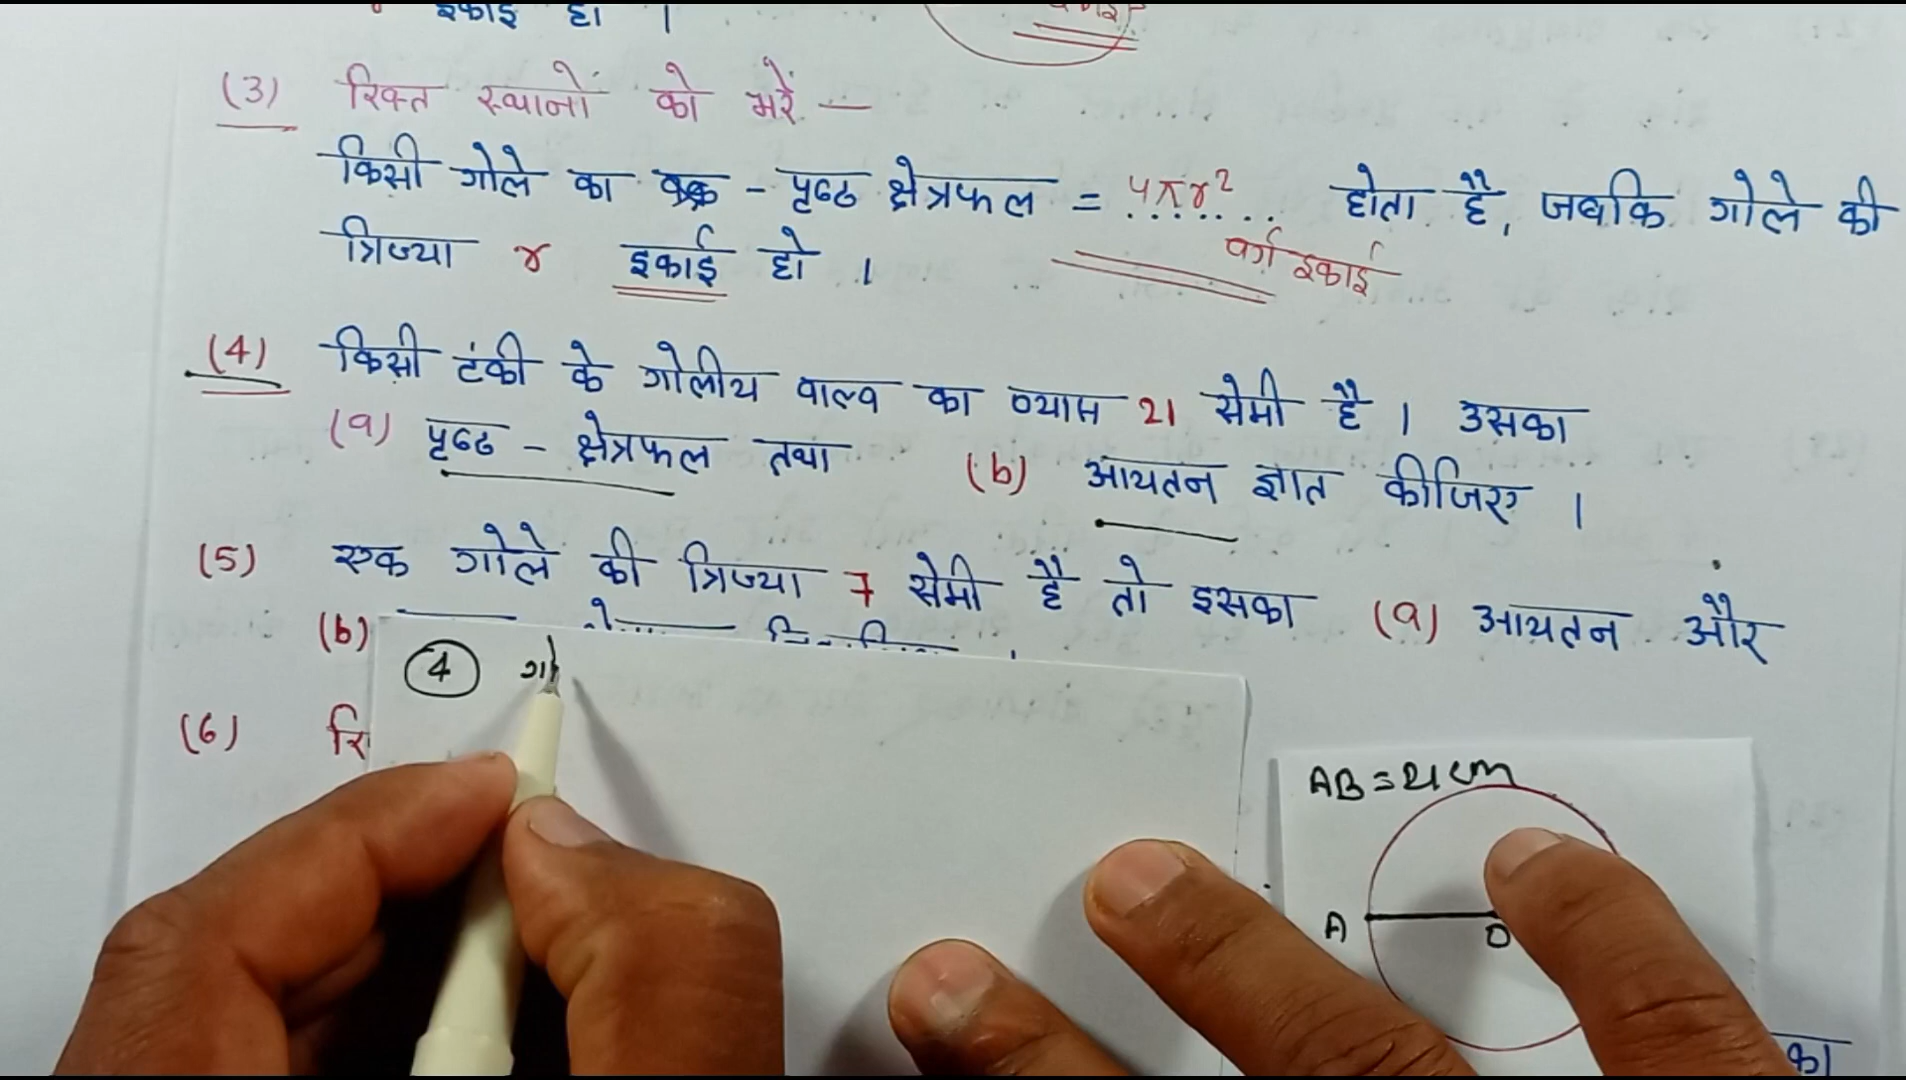 इकाई हो ।
(3) रिक्त स्थानों को भरें —
किसी गोले का वक्र - पृष्ठ क्षेत्रफल = 4πr² होता है, जबकि गोले की
वर्ग इकाई
त्रिज्या r इकाई हो ।
(4) किसी टंकी के गोलीय वाल्व का व्यास 21 सेमी है । उसका
(a) पृष्ठ - क्षेत्रफल तथा (b) आयतन ज्ञात कीजिए ।
(5) एक गोले की त्रिज्या 7 सेमी है तो इसका (a) आयतन और
(b)
4 गो
(6) रि
AB = 21 cm
A O
का